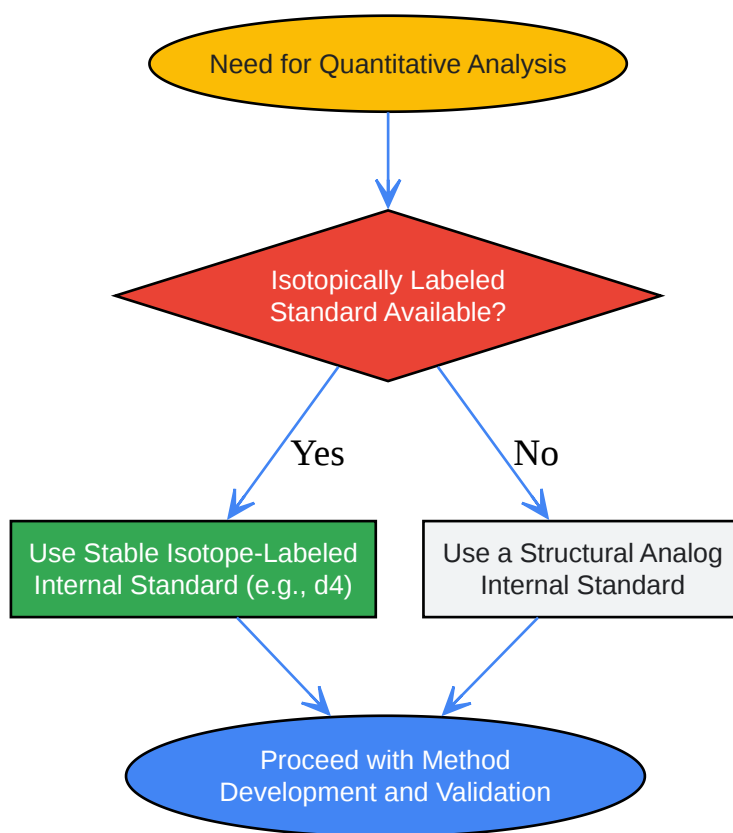 Need for Quantitative Analysis
Isotopically Labeled
Standard Available?
Yes
No
Use Stable Isotope-Labeled
Internal Standard (e.g., d4)
Use a Structural Analog
Internal Standard
Proceed with Method
Development and Validation